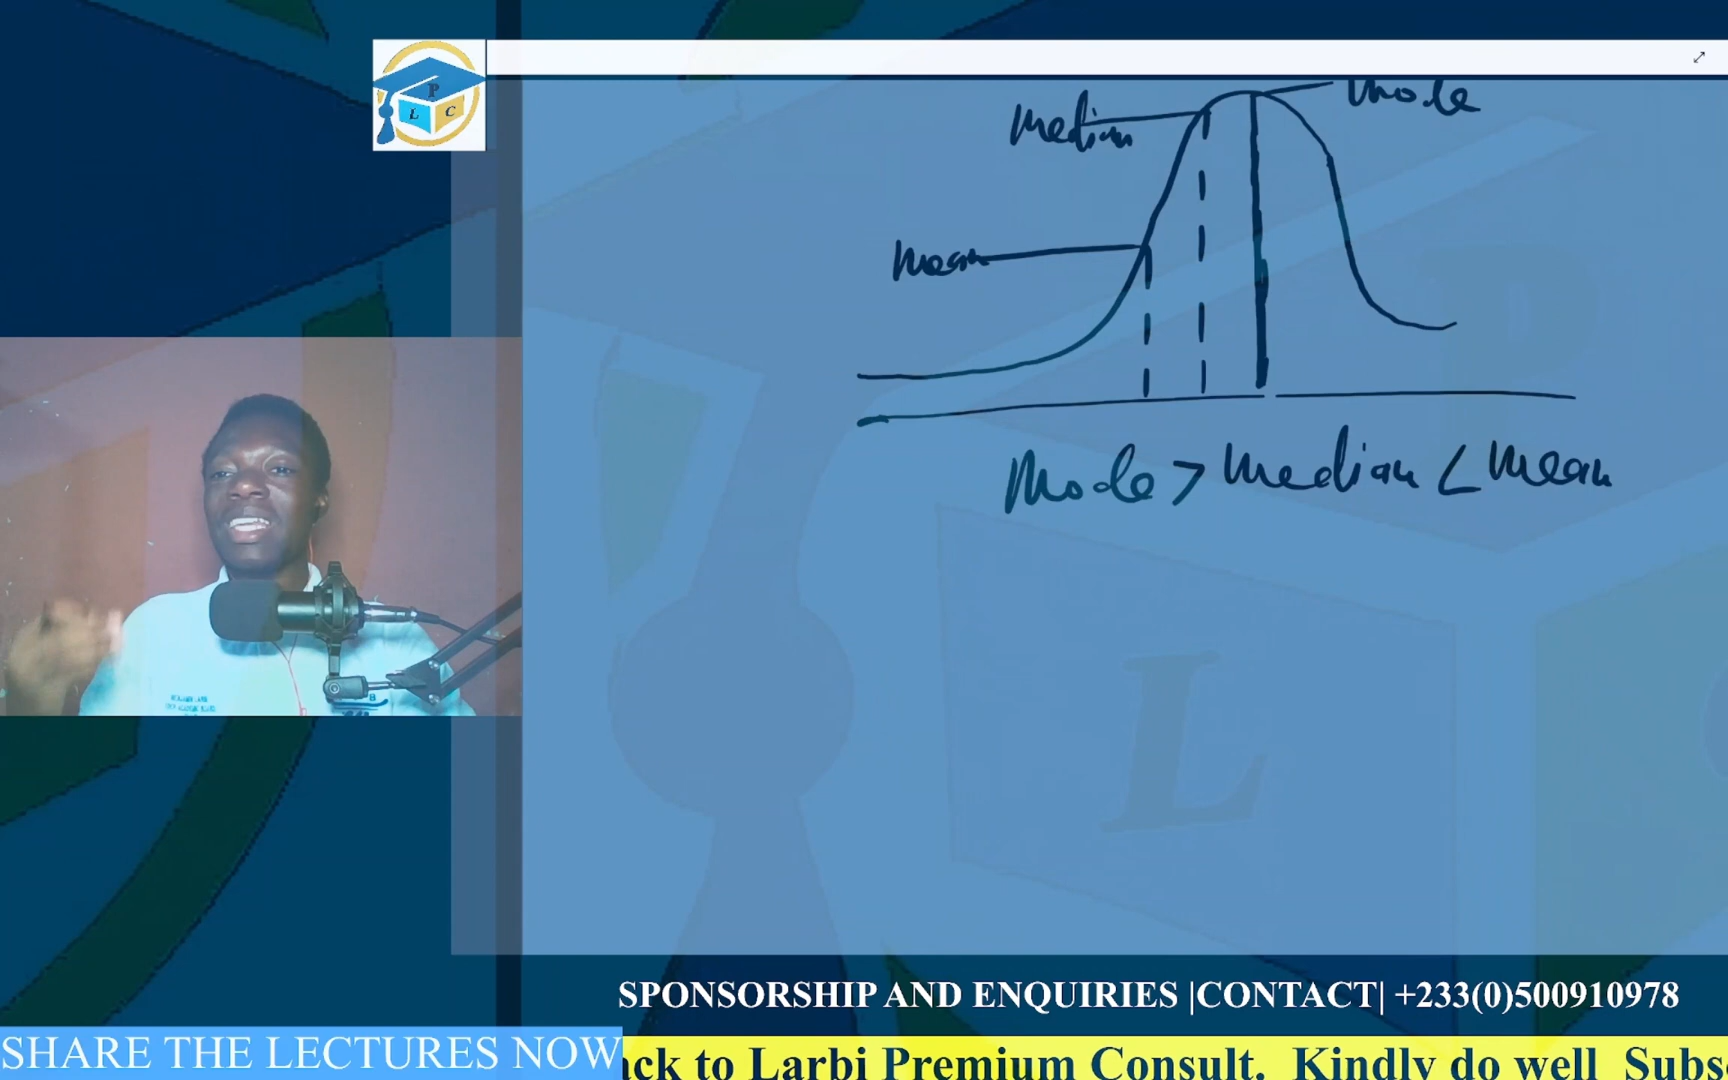 P
L C
mode
median
mean
Mode > median < mean
L
SPONSORSHIP AND ENQUIRIES |CONTACT| +233(0)500910978
SHARE THE LECTURES NOW
ack to Larbi Premium Consult. Kindly do well Subs